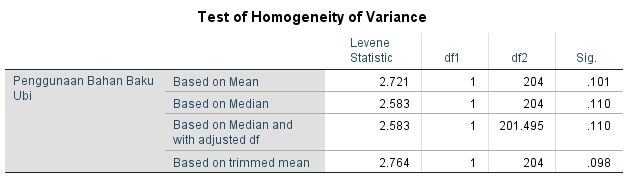 Test of Homogeneity of Variance
Levene
Statistic df1 df2 Sig.
Penggunaan Bahan Baku
Ubi
Based on Mean 2.721 1 204 .101
Based on Median 2.583 1 204 .110
Based on Median and
with adjusted df 2.583 1 201.495 .110
Based on trimmed mean 2.764 1 204 .098